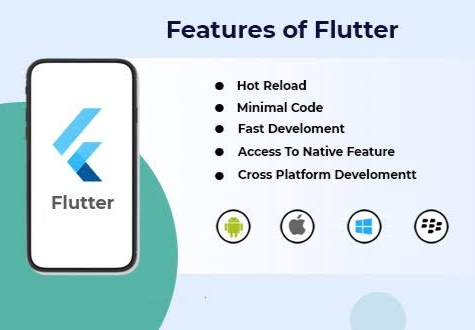 Features of Flutter
Hot Reload
Minimal Code
Fast Develoment
Access To Native Feature
Cross Platform Develomentt
Flutter